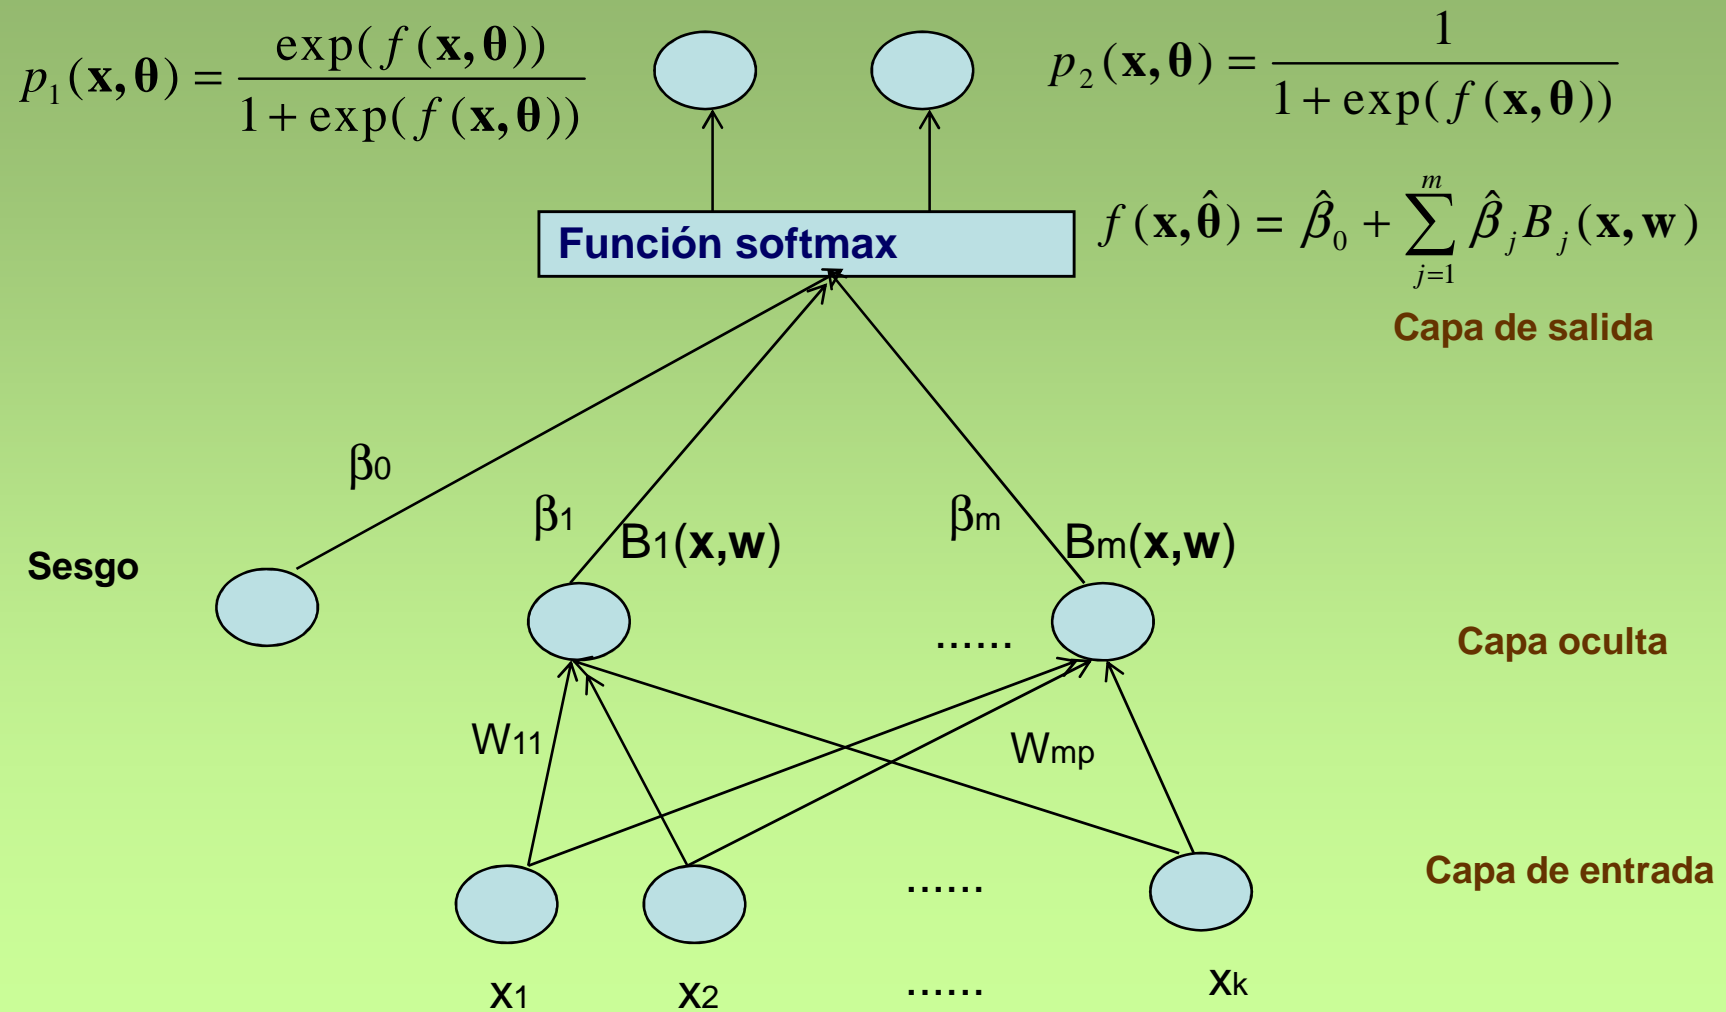 p₁(x,θ) = exp(f(x,θ)) / (1 + exp(f(x,θ)))
p₂(x,θ) = 1 / (1 + exp(f(x,θ)))
Función softmax
f(x,θ̂) = β̂₀ + ∑_{j=1}^{m} β̂ⱼ Bⱼ(x,w)
Capa de salida
β0
β1
B1(x,w)
βm
Bm(x,w)
Sesgo
......
Capa oculta
W11
Wmp
......
Capa de entrada
x1
x2
......
xk